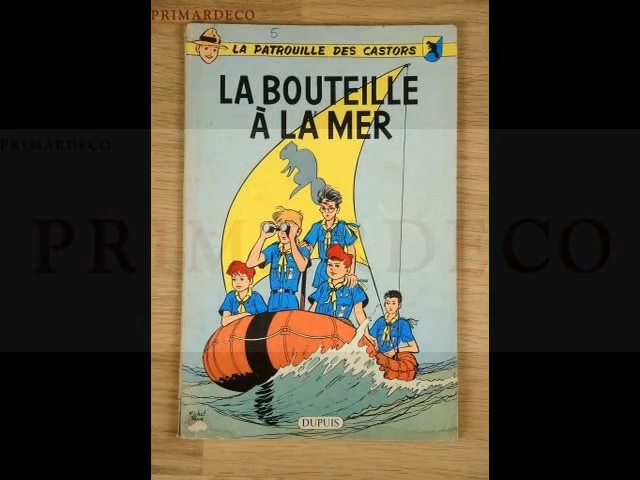 PRIMARDECO
5
LA PATROUILLE DES CASTORS
LA BOUTEILLE
À LA MER
PRIMARDECO
PRIMARDECO
DUPUIS